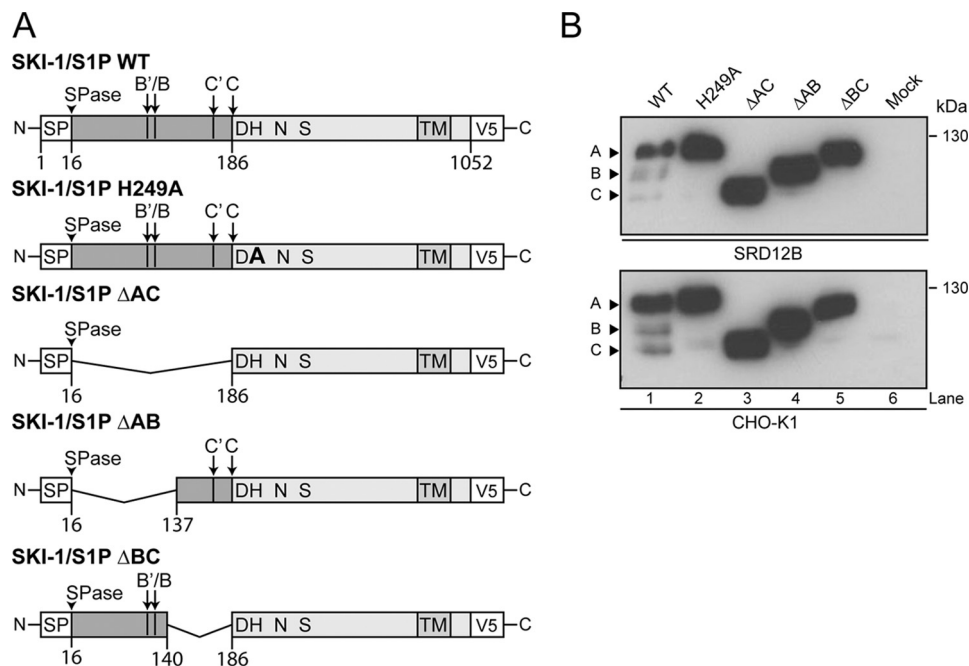 A
SKI-1/S1P WT
SPase B'/B C' C
N SP DH N S TM V5 C
1 16 186 1052
SKI-1/S1P H249A
SPase B'/B C' C
N SP DA N S TM V5 C
SKI-1/S1P ΔAC
SPase
N SP DH N S TM V5 C
16 186
SKI-1/S1P ΔAB
SPase C' C
N SP DH N S TM V5 C
16 137
SKI-1/S1P ΔBC
SPase B'/B
N SP DH N S TM V5 C
16 140 186
B
WT H249A ΔAC ΔAB ΔBC Mock
kDa
130
A
B
C
SRD12B
130
A
B
C
1 2 3 4 5 6 Lane
CHO-K1